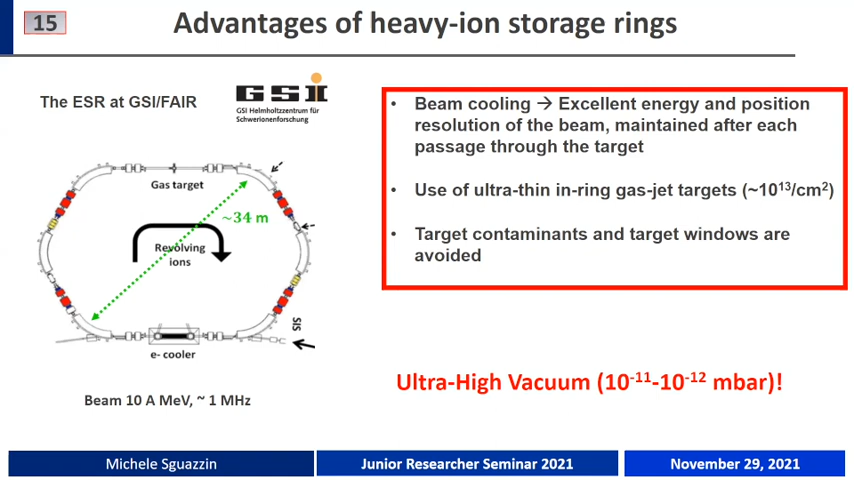 15
Advantages of heavy-ion storage rings
The ESR at GSI/FAIR
GSI
GSI Helmholtzzentrum für
Schwerionenforschung
Gas target
~34 m
Revolving
ions
SIS
e- cooler
Beam 10 A MeV, ~ 1 MHz
• Beam cooling → Excellent energy and position
resolution of the beam, maintained after each
passage through the target
• Use of ultra-thin in-ring gas-jet targets (~10¹³/cm²)
• Target contaminants and target windows are
avoided
Ultra-High Vacuum (10⁻¹¹-10⁻¹² mbar)!
Michele Sguazzin
Junior Researcher Seminar 2021
November 29, 2021